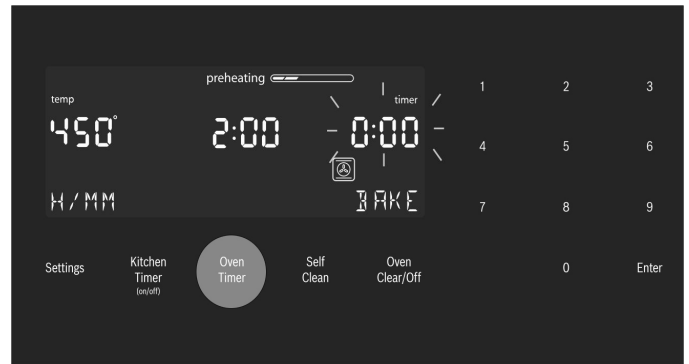 preheating
temp
timer
450°
2:00
0:00
H/MM
BAKE
1 2 3
4 5 6
7 8 9
0 Enter
Settings
Kitchen
Timer
(on/off)
Oven
Timer
Self
Clean
Oven
Clear/Off